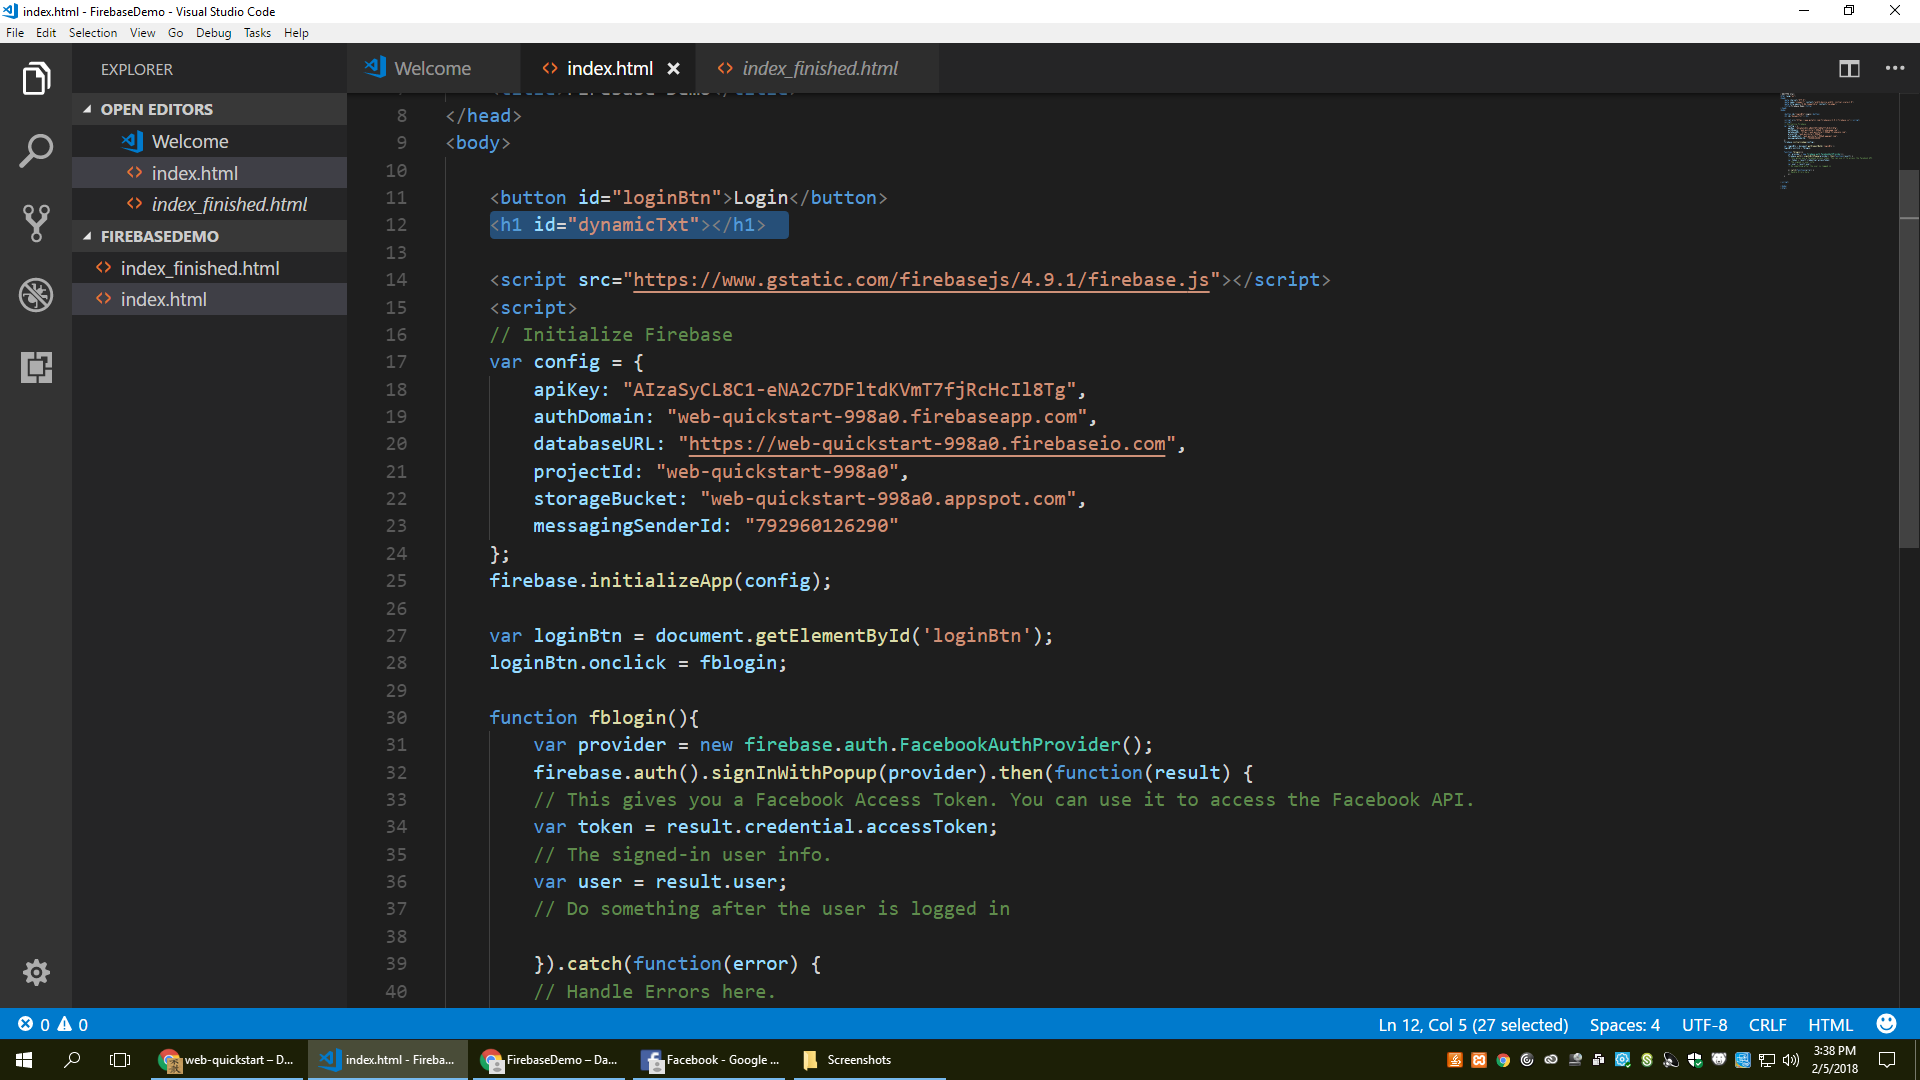 index.html - FirebaseDemo - Visual Studio Code
File Edit Selection View Go Debug Tasks Help
EXPLORER
OPEN EDITORS
Welcome
index.html
index_finished.html
FIREBASEDEMO
index_finished.html
index.html
Welcome index.html index_finished.html
8 </head>
9 <body>
10
11 <button id="loginBtn">Login</button>
12 <h1 id="dynamicTxt"></h1>
13
14 <script src="https://www.gstatic.com/firebasejs/4.9.1/firebase.js"></script>
15 <script>
16 // Initialize Firebase
17 var config = {
18 apiKey: "AIzaSyCL8C1-eNA2C7DFltdKVmT7fjRcHcIl8Tg",
19 authDomain: "web-quickstart-998a0.firebaseapp.com",
20 databaseURL: "https://web-quickstart-998a0.firebaseio.com",
21 projectId: "web-quickstart-998a0",
22 storageBucket: "web-quickstart-998a0.appspot.com",
23 messagingSenderId: "792960126290"
24 };
25 firebase.initializeApp(config);
26
27 var loginBtn = document.getElementById('loginBtn');
28 loginBtn.onclick = fblogin;
29
30 function fblogin(){
31 var provider = new firebase.auth.FacebookAuthProvider();
32 firebase.auth().signInWithPopup(provider).then(function(result) {
33 // This gives you a Facebook Access Token. You can use it to access the Facebook API.
34 var token = result.credential.accessToken;
35 // The signed-in user info.
36 var user = result.user;
37 // Do something after the user is logged in
38
39 }).catch(function(error) {
40 // Handle Errors here.
0 0
Ln 12, Col 5 (27 selected) Spaces: 4 UTF-8 CRLF HTML
web-quickstart – D...
index.html - Fireba...
FirebaseDemo – Da...
Facebook - Google ...
Screenshots
3:38 PM
2/5/2018